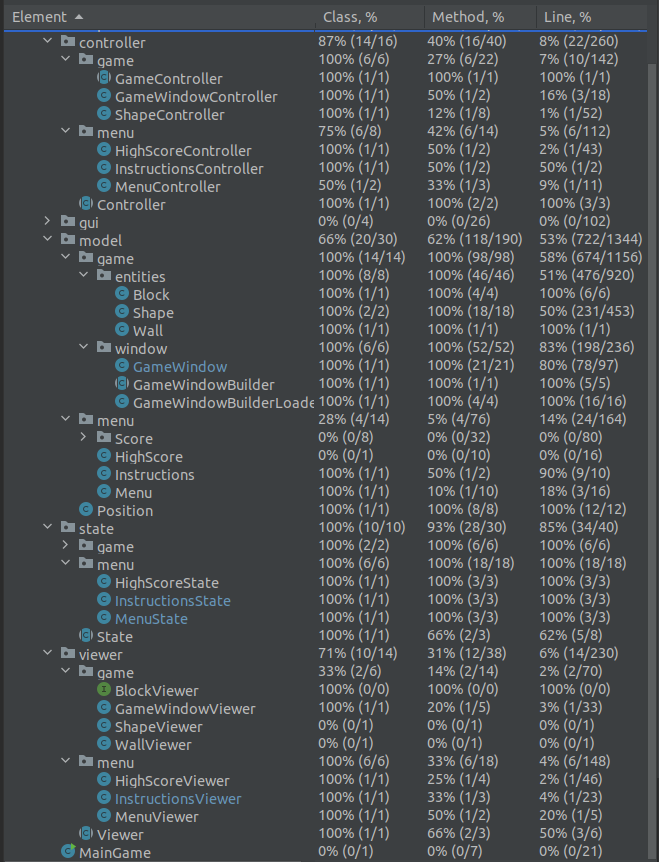 Element Class, % Method, % Line, %
controller 87% (14/16) 40% (16/40) 8% (22/260)
game 100% (6/6) 27% (6/22) 7% (10/142)
GameController 100% (1/1) 100% (1/1) 100% (1/1)
GameWindowController 100% (1/1) 50% (1/2) 16% (3/18)
ShapeController 100% (1/1) 12% (1/8) 1% (1/52)
menu 75% (6/8) 42% (6/14) 5% (6/112)
HighScoreController 100% (1/1) 50% (1/2) 2% (1/43)
InstructionsController 100% (1/1) 50% (1/2) 50% (1/2)
MenuController 50% (1/2) 33% (1/3) 9% (1/11)
Controller 100% (1/1) 100% (2/2) 100% (3/3)
gui 0% (0/4) 0% (0/26) 0% (0/102)
model 66% (20/30) 62% (118/190) 53% (722/1344)
game 100% (14/14) 100% (98/98) 58% (674/1156)
entities 100% (8/8) 100% (46/46) 51% (476/920)
Block 100% (1/1) 100% (4/4) 100% (6/6)
Shape 100% (2/2) 100% (18/18) 50% (231/453)
Wall 100% (1/1) 100% (1/1) 100% (1/1)
window 100% (6/6) 100% (52/52) 83% (198/236)
GameWindow 100% (1/1) 100% (21/21) 80% (78/97)
GameWindowBuilder 100% (1/1) 100% (1/1) 100% (5/5)
GameWindowBuilderLoade 100% (1/1) 100% (4/4) 100% (16/16)
menu 28% (4/14) 5% (4/76) 14% (24/164)
Score 0% (0/8) 0% (0/32) 0% (0/80)
HighScore 0% (0/1) 0% (0/10) 0% (0/16)
Instructions 100% (1/1) 50% (1/2) 90% (9/10)
Menu 100% (1/1) 10% (1/10) 18% (3/16)
Position 100% (1/1) 100% (8/8) 100% (12/12)
state 100% (10/10) 93% (28/30) 85% (34/40)
game 100% (2/2) 100% (6/6) 100% (6/6)
menu 100% (6/6) 100% (18/18) 100% (18/18)
HighScoreState 100% (1/1) 100% (3/3) 100% (3/3)
InstructionsState 100% (1/1) 100% (3/3) 100% (3/3)
MenuState 100% (1/1) 100% (3/3) 100% (3/3)
State 100% (1/1) 66% (2/3) 62% (5/8)
viewer 71% (10/14) 31% (12/38) 6% (14/230)
game 33% (2/6) 14% (2/14) 2% (2/70)
BlockViewer 100% (0/0) 100% (0/0) 100% (0/0)
GameWindowViewer 100% (1/1) 20% (1/5) 3% (1/33)
ShapeViewer 0% (0/1) 0% (0/1) 0% (0/1)
WallViewer 0% (0/1) 0% (0/1) 0% (0/1)
menu 100% (6/6) 33% (6/18) 4% (6/148)
HighScoreViewer 100% (1/1) 25% (1/4) 2% (1/46)
InstructionsViewer 100% (1/1) 33% (1/3) 4% (1/23)
MenuViewer 100% (1/1) 50% (1/2) 20% (1/5)
Viewer 100% (1/1) 66% (2/3) 50% (3/6)
MainGame 0% (0/1) 0% (0/7) 0% (0/21)